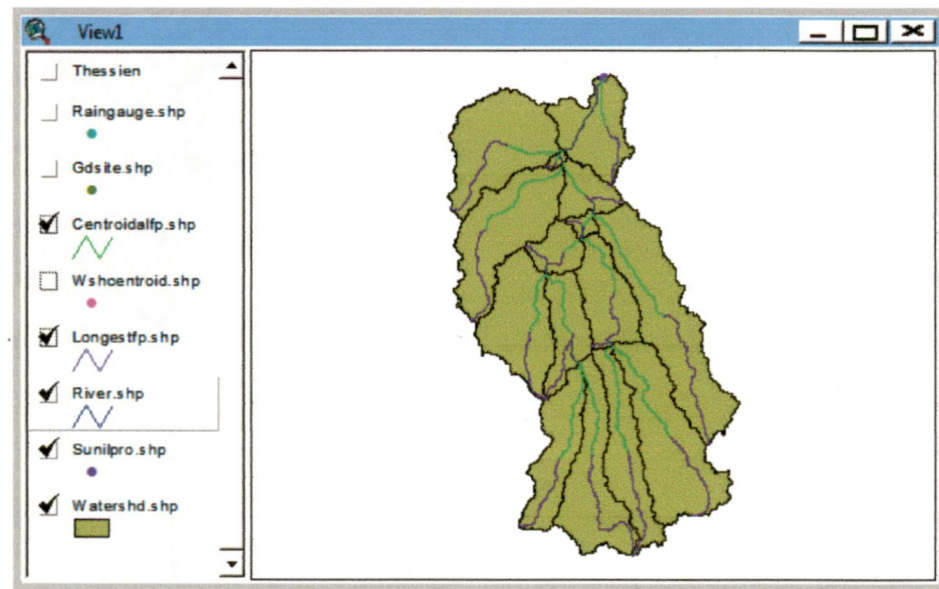 View1
Thessien
Raingauge.shp
Gdsite.shp
Centroidalfp.shp
Wshcentroid.shp
Longestfp.shp
River.shp
Sunilpro.shp
Watershd.shp